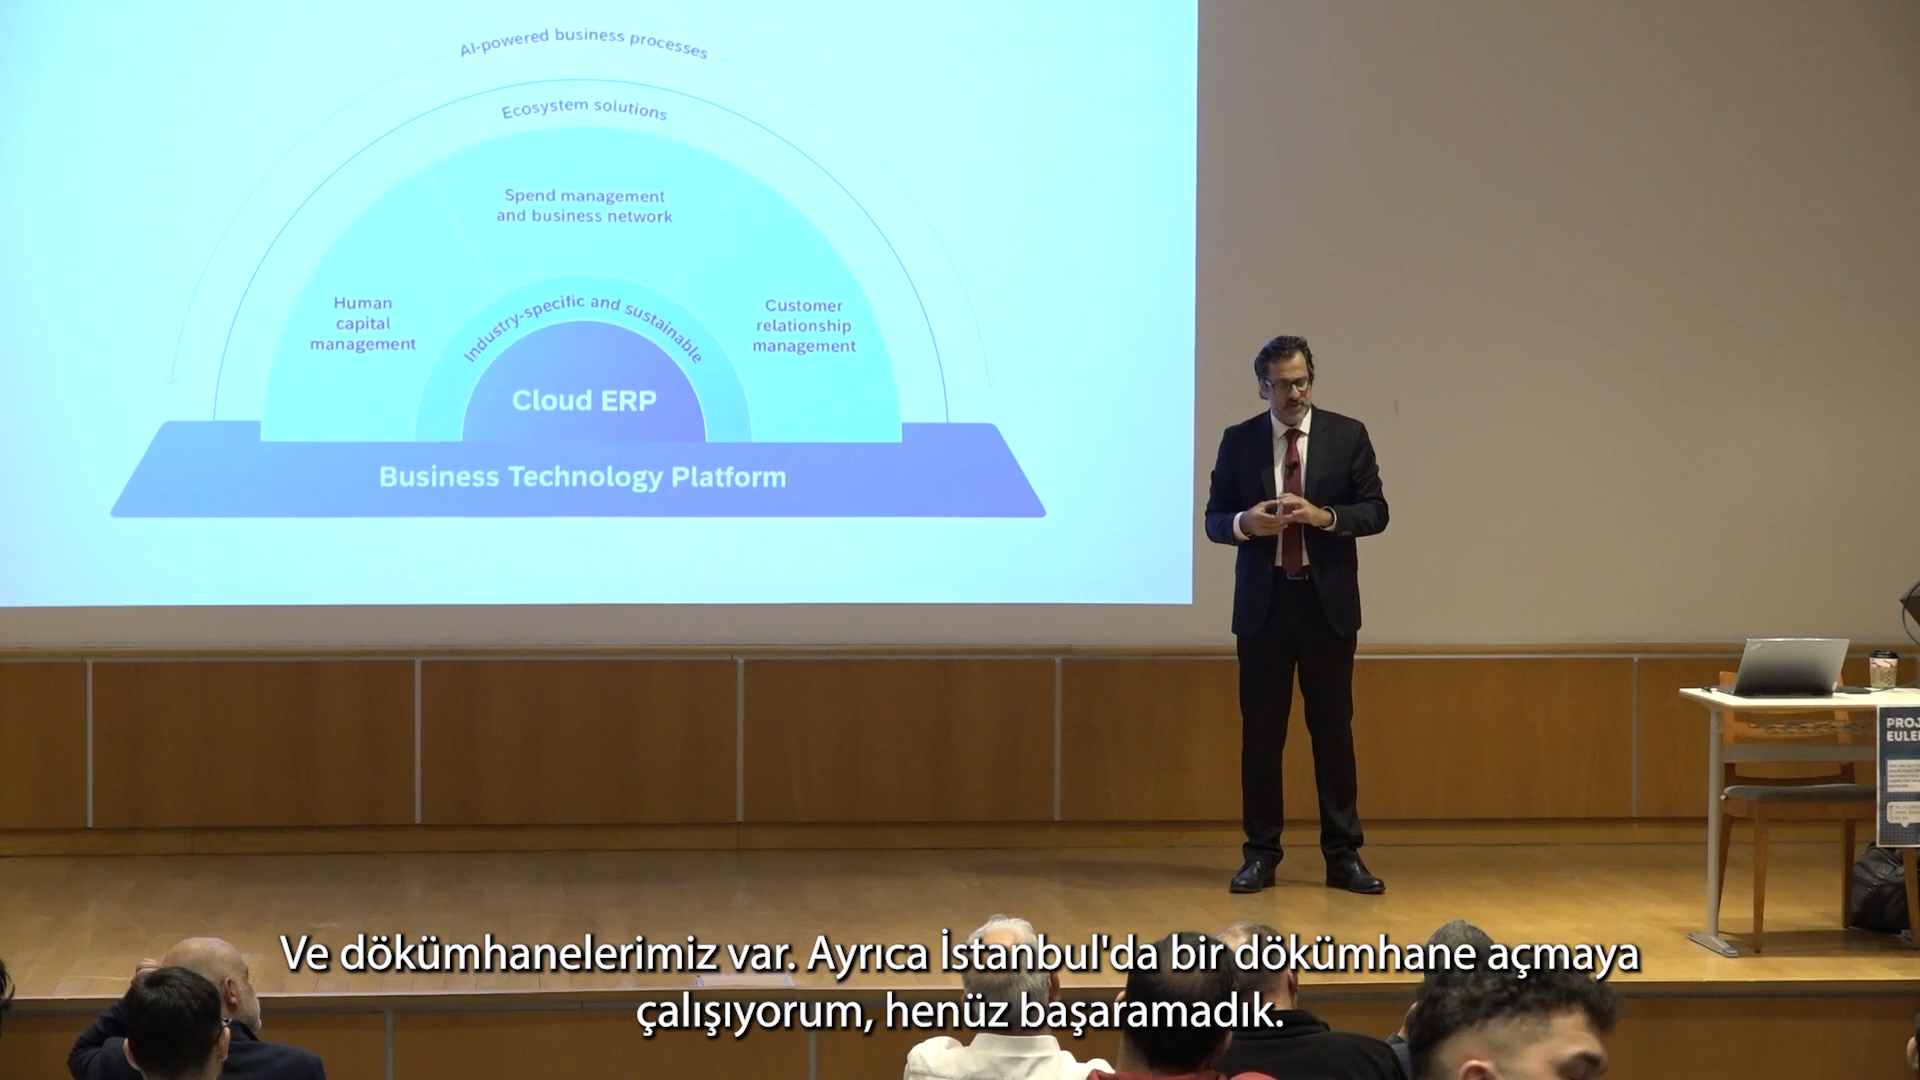 AI-powered business processes
Ecosystem solutions
Spend management
and business network
Human
capital
management
Customer
relationship
management
Industry-specific and sustainable
Cloud ERP
Business Technology Platform
PROJ
EULE
Ve dökümhanelerimiz var. Ayrıca İstanbul'da bir dökümhane açmaya
çalışıyorum, henüz başaramadık.